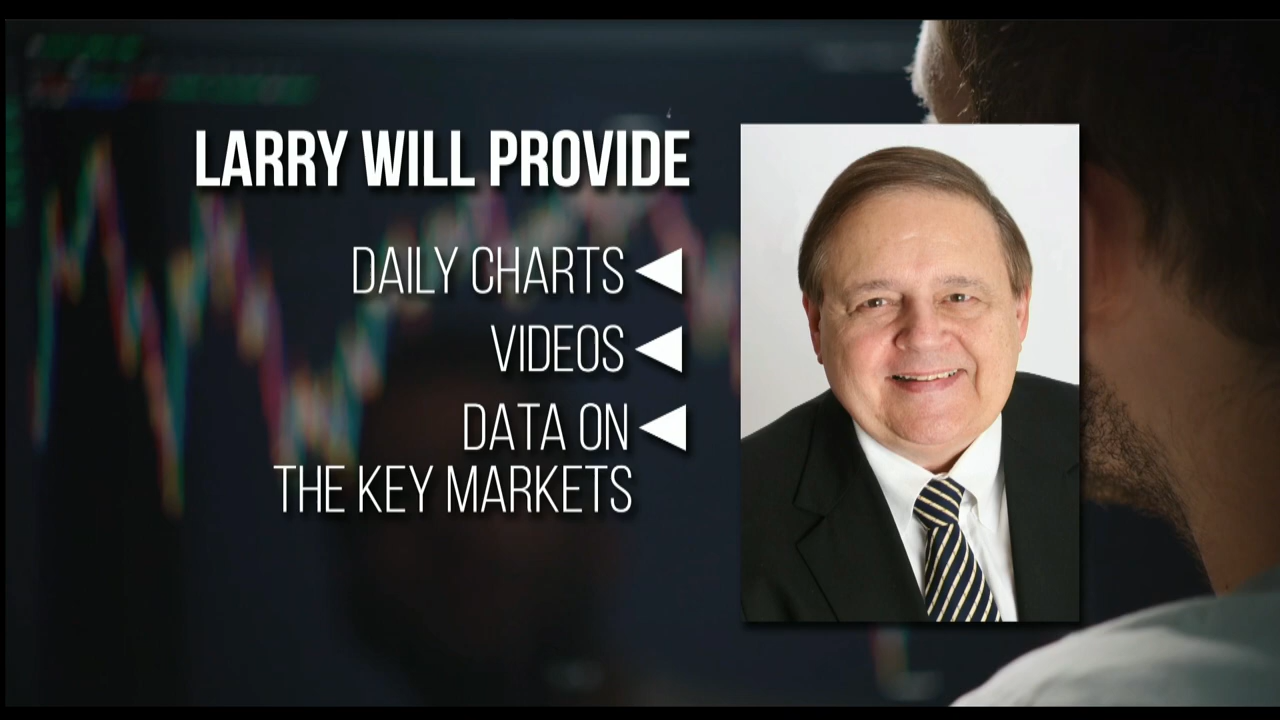 LARRY WILL PROVIDE
DAILY CHARTS
VIDEOS
DATA ON
THE KEY MARKETS